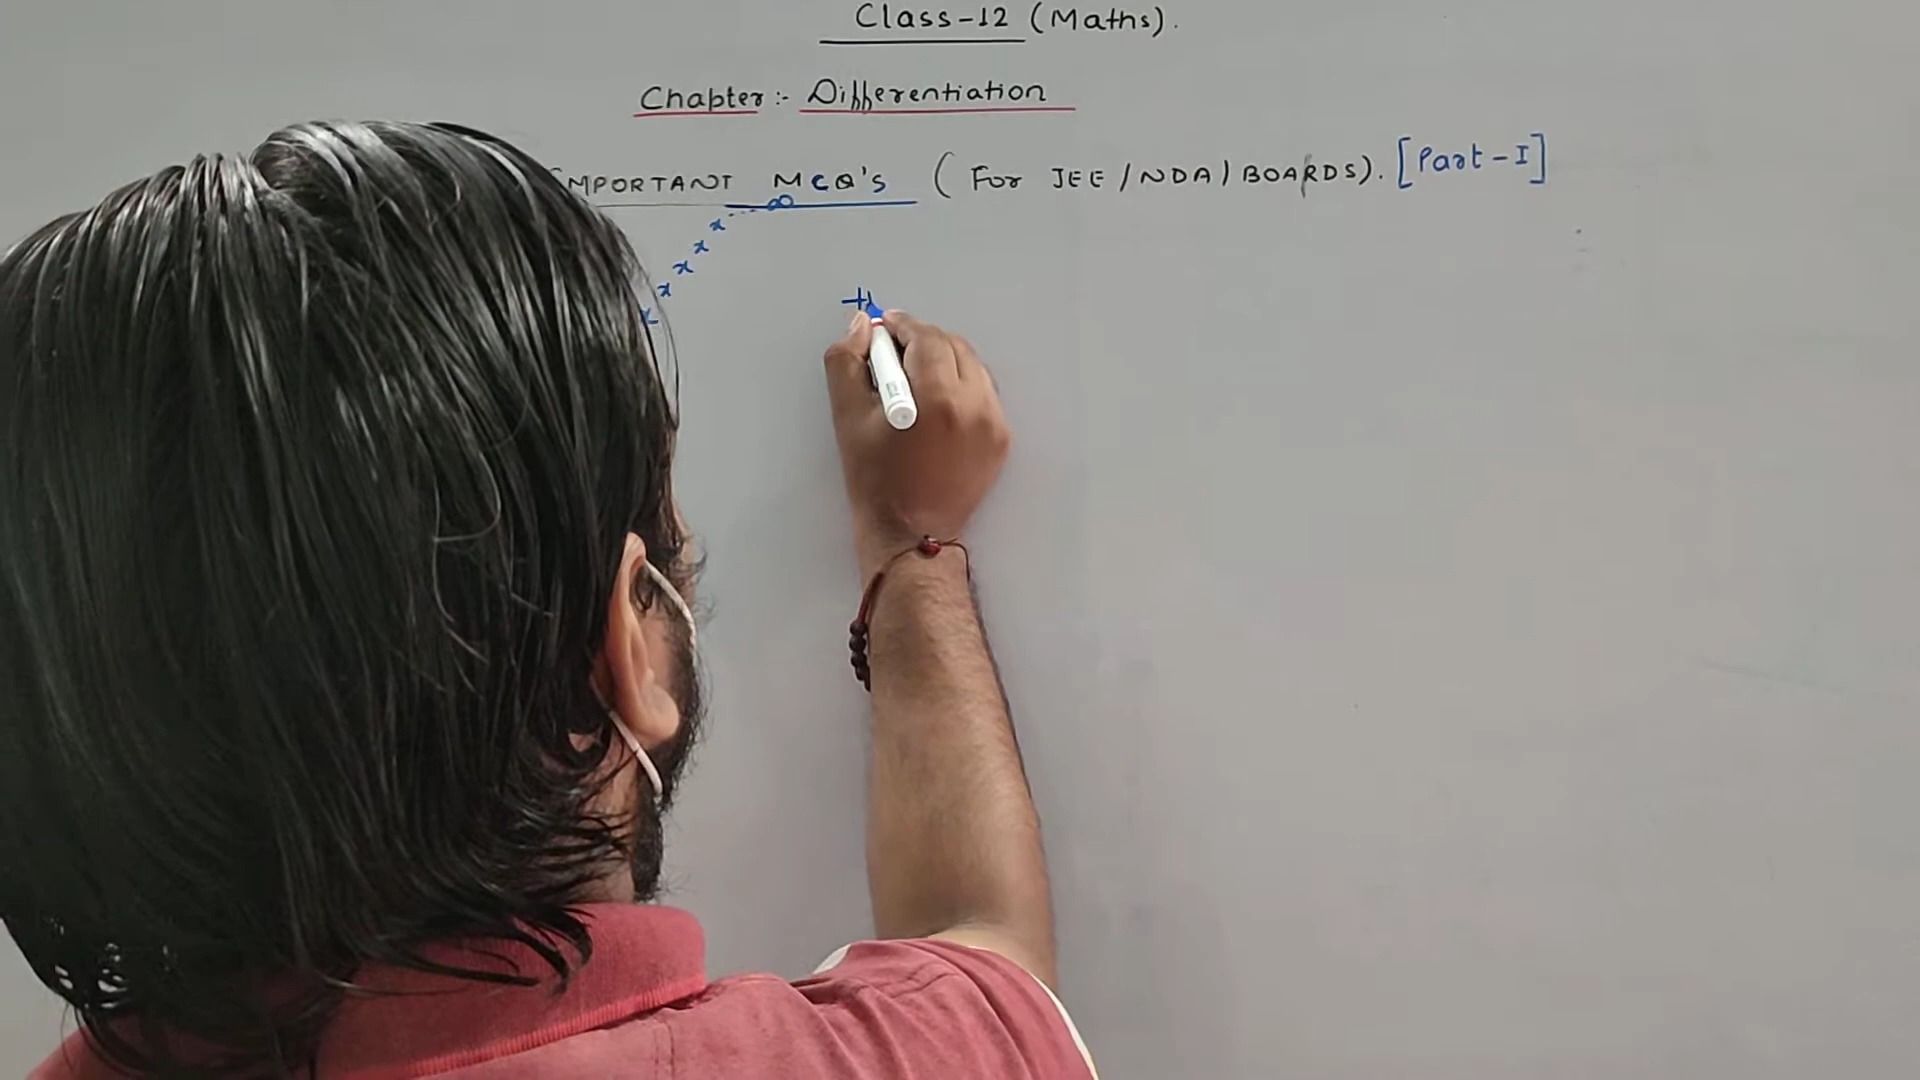 Class-12 (Maths).
Chapter:- Differentiation
IMPORTANT MCQ's (For JEE/NDA/BOARDS). [Part-I]
x x x x x ...∞